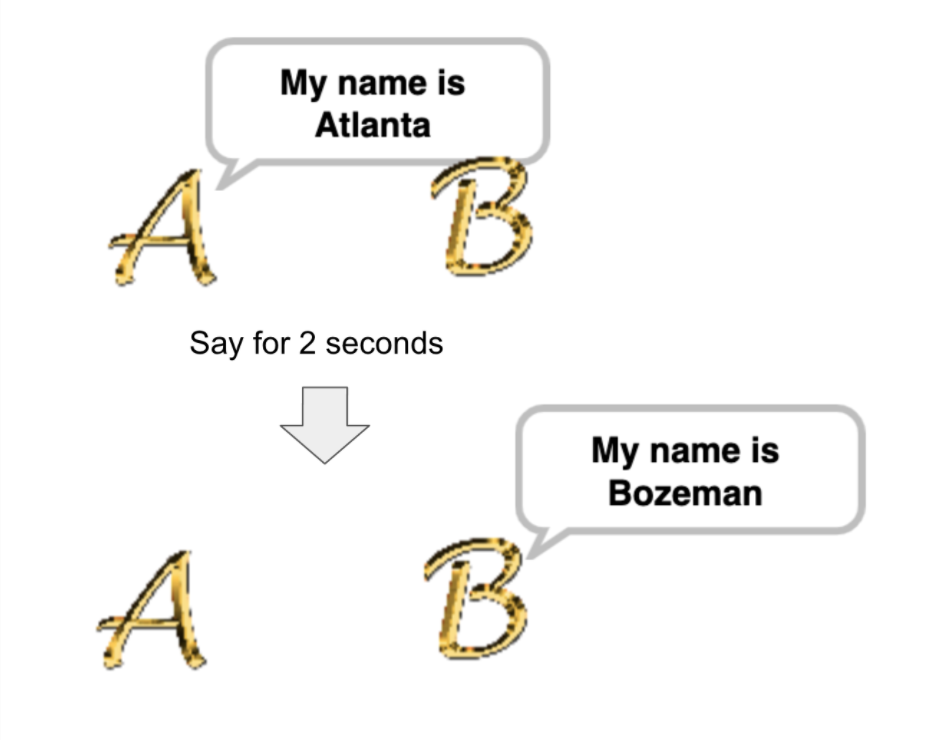 My name is
Atlanta
A B
Say for 2 seconds
My name is
Bozeman
A B